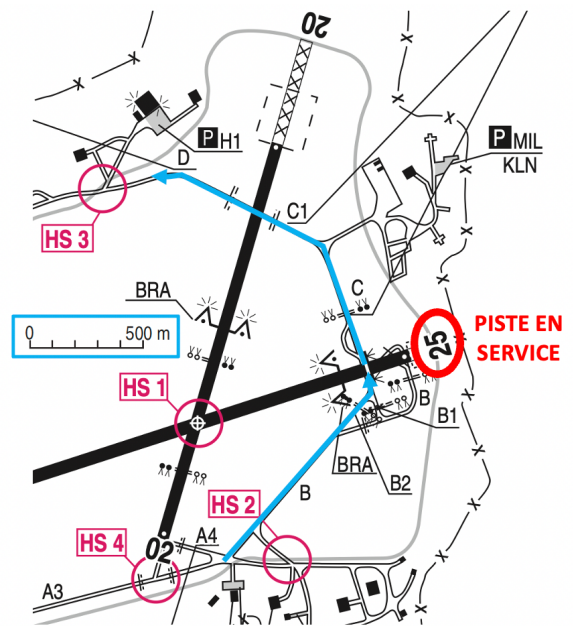 20
P H1
D
P MIL
KLN
HS 3
C1
BRA
C
0 500 m
PISTE EN
SERVICE
25
HS 1
B
B1
BRA
B2
B
HS 2
A4
HS 4
02
A3